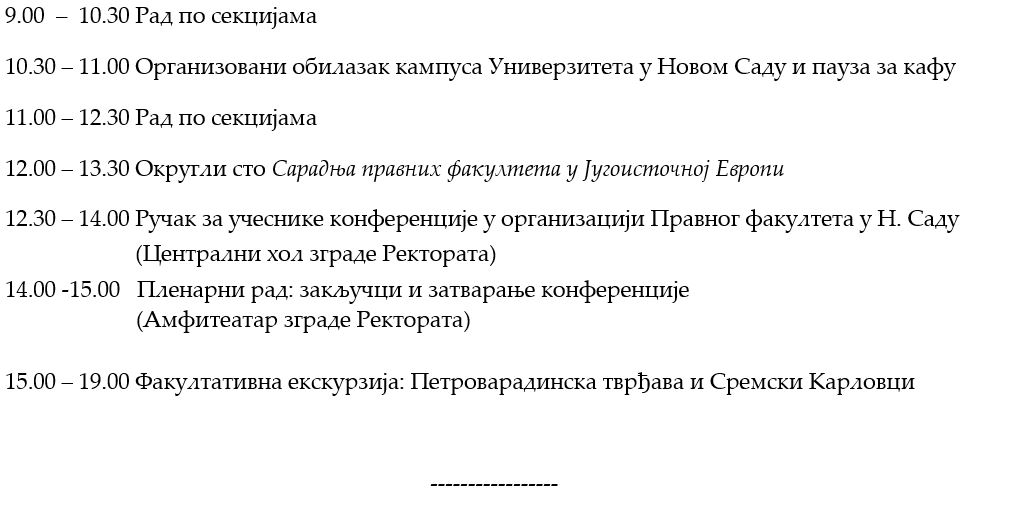 9.00 – 10.30 Рад по секцијама
10.30 – 11.00 Организовани обилазак кампуса Универзитета у Новом Саду и пауза за кафу
11.00 – 12.30 Рад по секцијама
12.00 – 13.30 Округли сто Сарадња правних факултета у Југоисточној Европи
12.30 – 14.00 Ручак за учеснике конференције у организацији Правног факултета у Н. Саду
(Централни хол зграде Ректората)
14.00 -15.00 Пленарни рад: закључци и затварање конференције
(Амфитеатар зграде Ректората)
15.00 – 19.00 Факултативна екскурзија: Петроварадинска тврђава и Сремски Карловци
-----------------